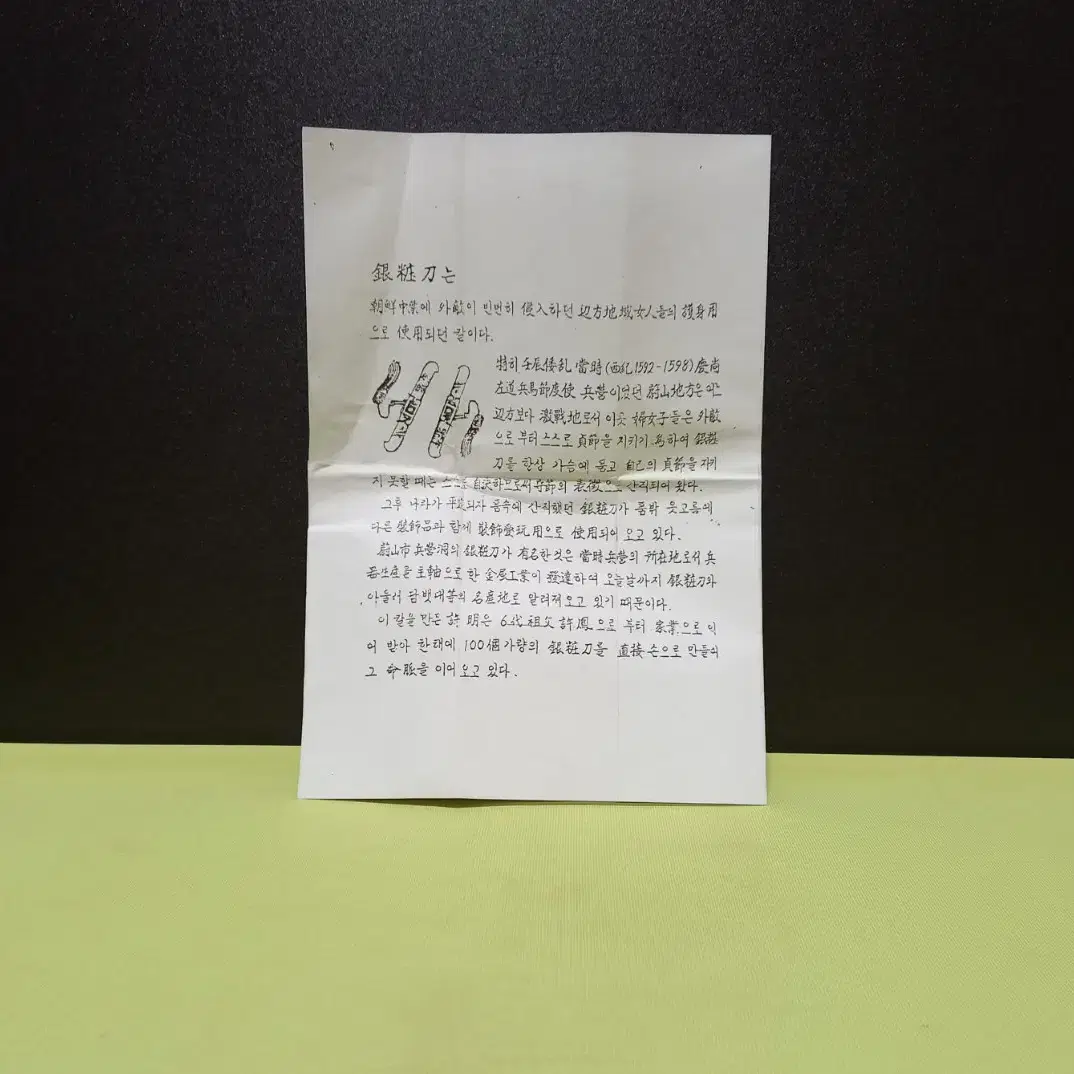 銀粧刀는
朝鮮中葉에 外敵이 빈번히 侵入하던 辺方地域女人들의 護身用
으로 使用되던 칼이다.
特히 壬辰倭乱 當時(西紀1592-1598) 慶尙
左道兵馬節度使 兵營이었던 蔚山地方은 어느
辺方보다 激戰地로서 이곳 婦女子들은 外敵
으로부터 스스로 貞節을 지키기 爲하여 銀粧
刀를 항상 가슴에 품고 自己의 貞節을 지키
지 못할 때는 스스로 自決하므로서 守節의 表徵으로 간직되어 왔다.
그후 나라가 平定되자 품속에 간직했던 銀粧刀가 품밖 옷고름에
다른 裝飾品과 함께 裝飾愛玩用으로 使用되어 오고 있다.
蔚山市 兵營洞의 銀粧刀가 有名한것은 當時兵營의 所在地로서 兵
器生産을 主軸으로 한 金属工業이 發達하여 오늘날까지 銀粧刀와
아울러 담뱃대等의 名産地로 알려져오고 있기 때문이다.
이 칼을 만든 許 明은 6代祖父 許鳳으로 부터 家業으로 이
어 받아 한해에 100個가량의 銀粧刀를 直接 손으로 만들어
그 命脈을 이어오고 있다.